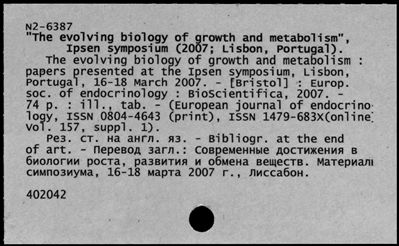 N2-6387
"The evolving biology of growth and metabolism",
Ipsen symposium (2007; Lisbon, Portugal).
The evolving biology of growth and metabolism :
papers presented at the Ipsen symposium, Lisbon,
Portugal, 16-18 March 2007. - [Bristol] : Europ.
soc. of endocrinology : BioScientifica, 2007. -
74 p. : ill., tab. - (European journal of endocrino-
logy, ISSN 0804-4643 (print), ISSN 1479-683X(online)
Vol. 157, suppl. 1).
Рез. ст. на англ. яз. - Bibliogr. at the end
of art. - Перевод загл.: Современные достижения в
биологии роста, развития и обмена веществ. Материалы
симпозиума, 16-18 марта 2007 г., Лиссабон.
402042